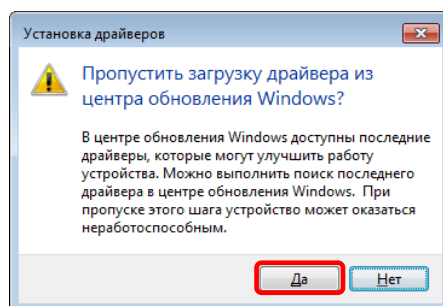 Установка драйверов
Пропустить загрузку драйвера из
центра обновления Windows?
В центре обновления Windows доступны последние
драйверы, которые могут улучшить работу
устройства. Можно выполнить поиск последнего
драйвера в центре обновления Windows. При
пропуске этого шага устройство может оказаться
неработоспособным.
Да
Нет